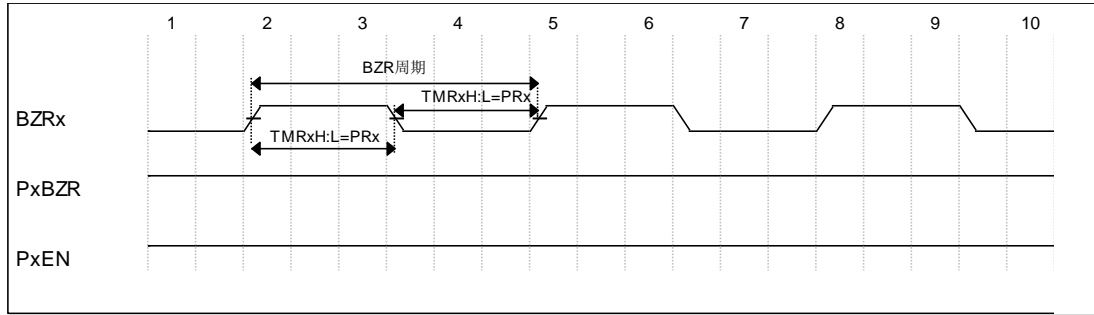 1 2 3 4 5 6 7 8 9 10
BZR周期
TMRxH:L=PRx
BZRx
TMRxH:L=PRx
PxBZR
PxEN